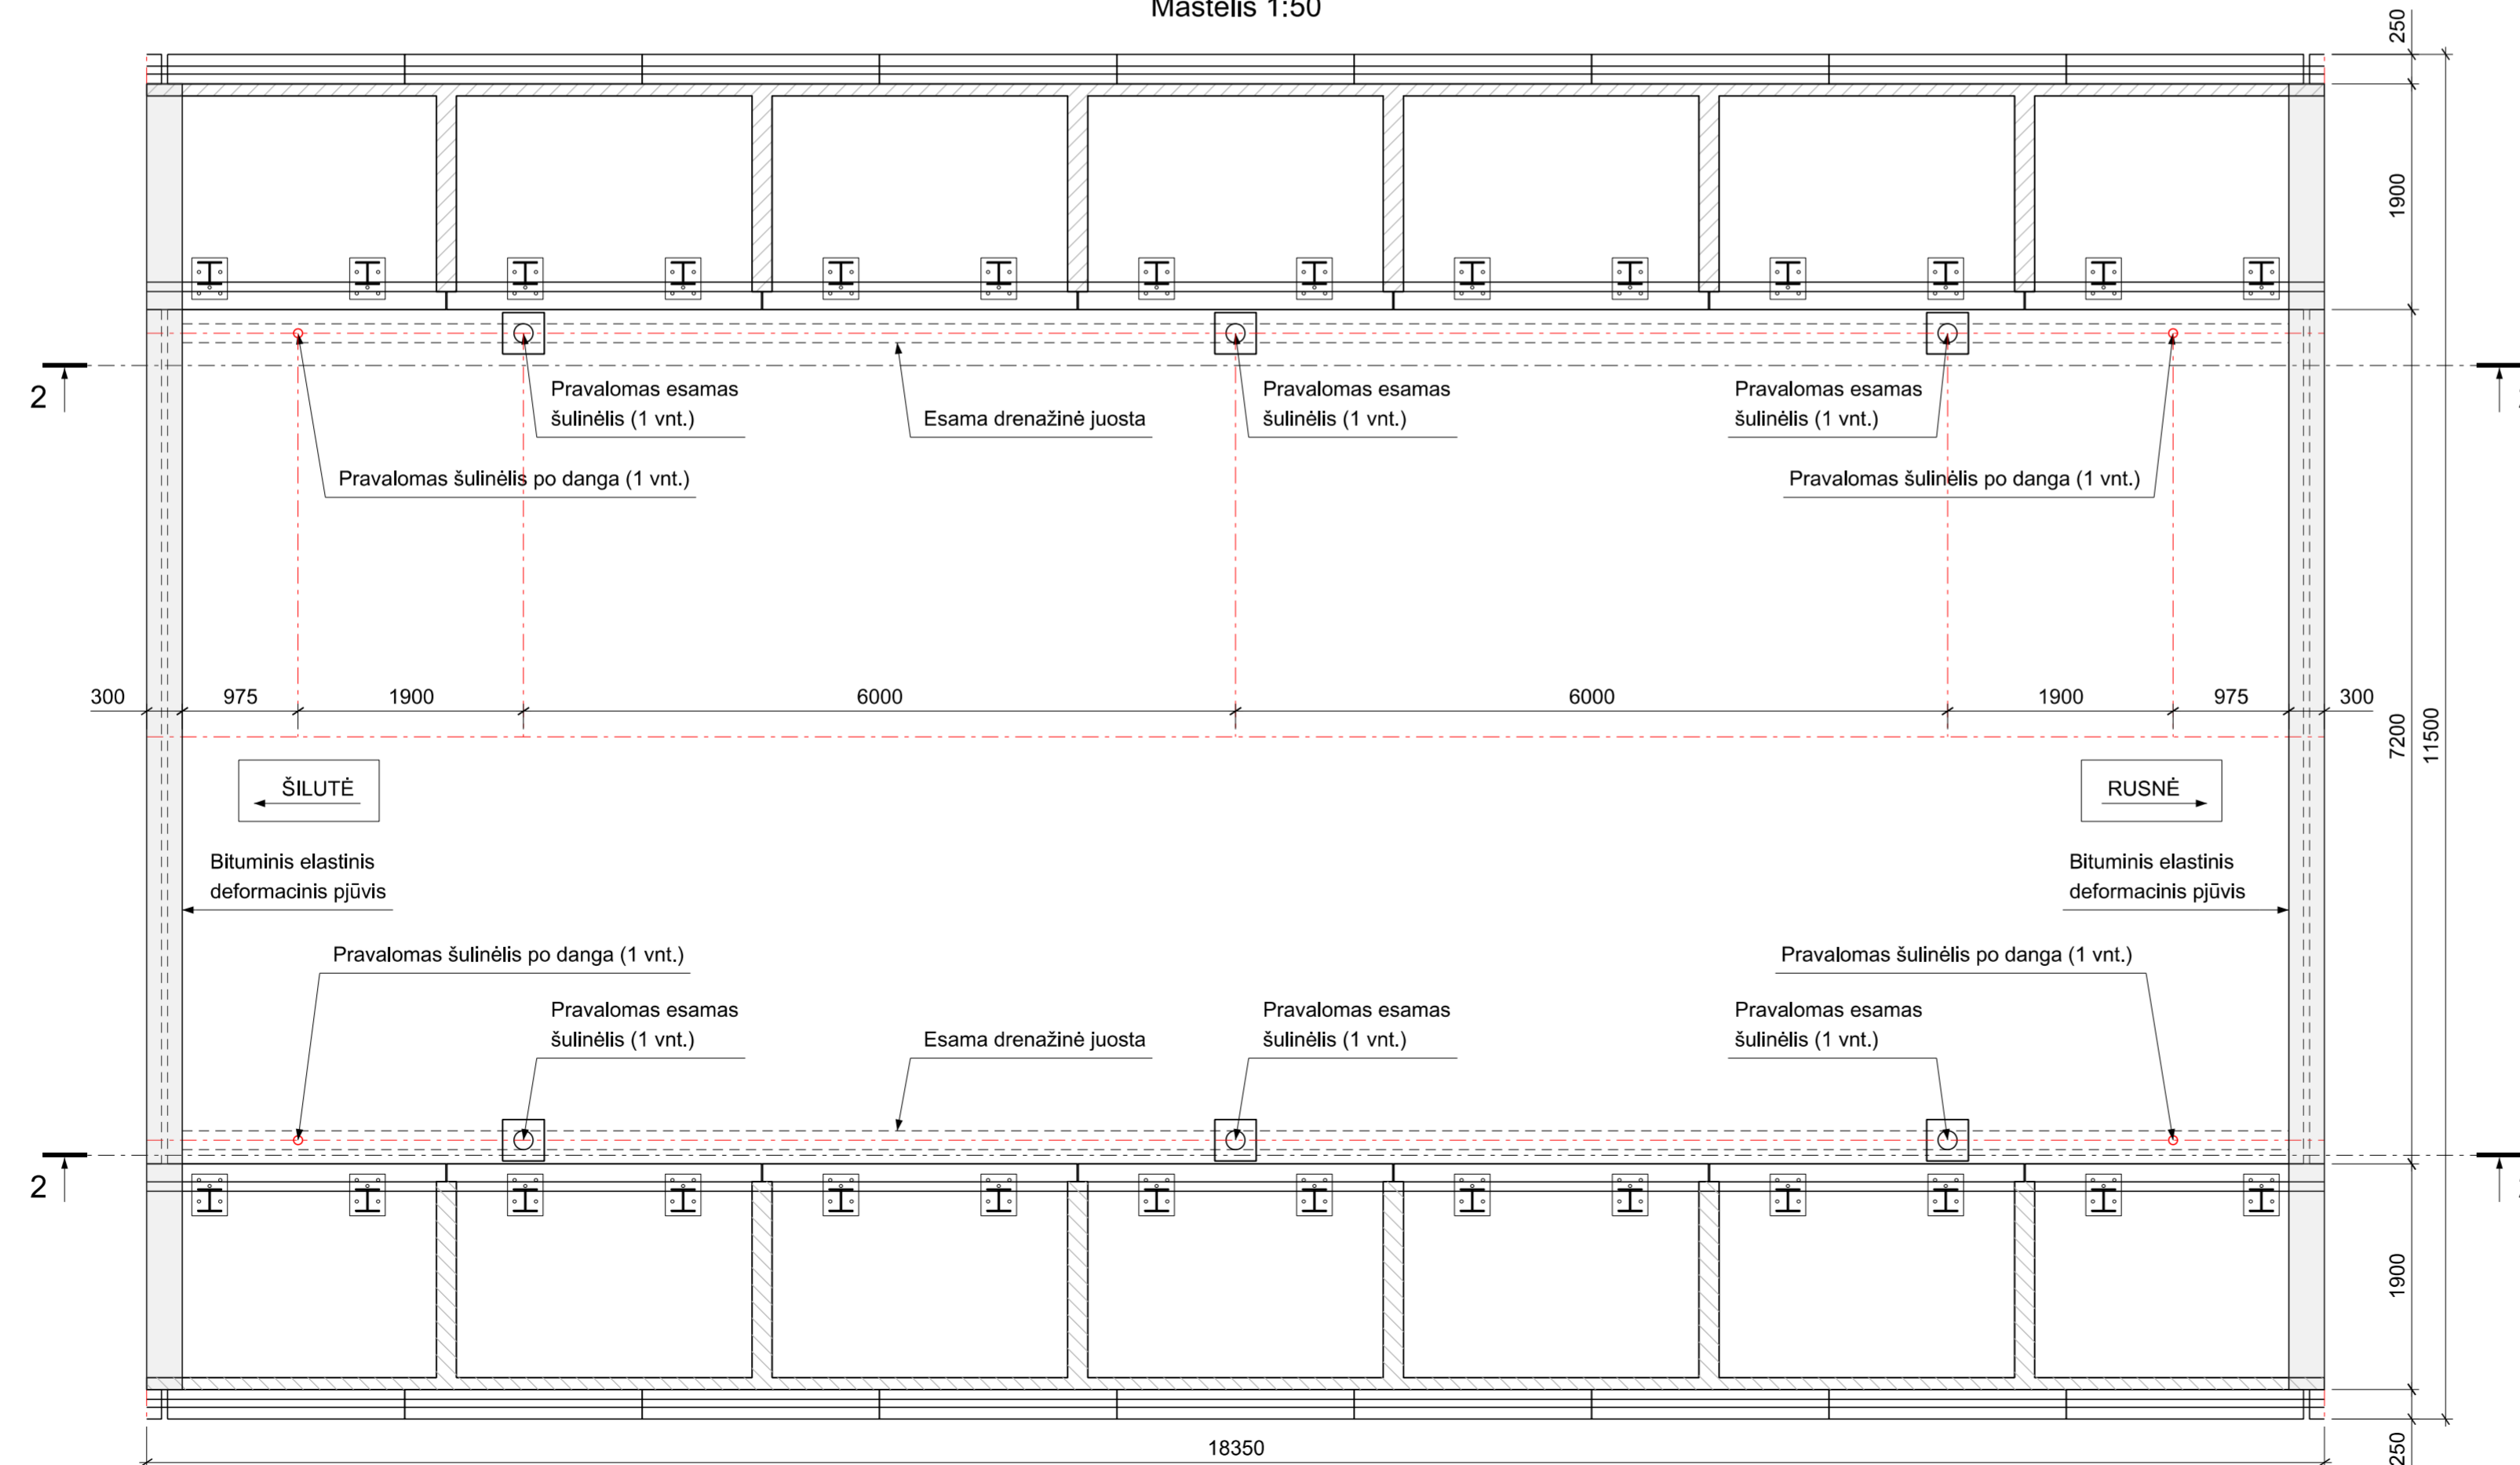 Mastelis 1:50
250
1900
2
Pravalomas esamas
šulinėlis (1 vnt.)
Esama drenažinė juosta
Pravalomas esamas
šulinėlis (1 vnt.)
Pravalomas esamas
šulinėlis (1 vnt.)
Pravalomas šulinėlis po danga (1 vnt.)
Pravalomas šulinėlis po danga (1 vnt.)
300
975
1900
6000
6000
1900
975
300
7200
11500
ŠILUTĖ
RUSNĖ
Bituminis elastinis
deformacinis pjūvis
Bituminis elastinis
deformacinis pjūvis
Pravalomas šulinėlis po danga (1 vnt.)
Pravalomas šulinėlis po danga (1 vnt.)
Pravalomas esamas
šulinėlis (1 vnt.)
Esama drenažinė juosta
Pravalomas esamas
šulinėlis (1 vnt.)
Pravalomas esamas
šulinėlis (1 vnt.)
2
1900
18350
250